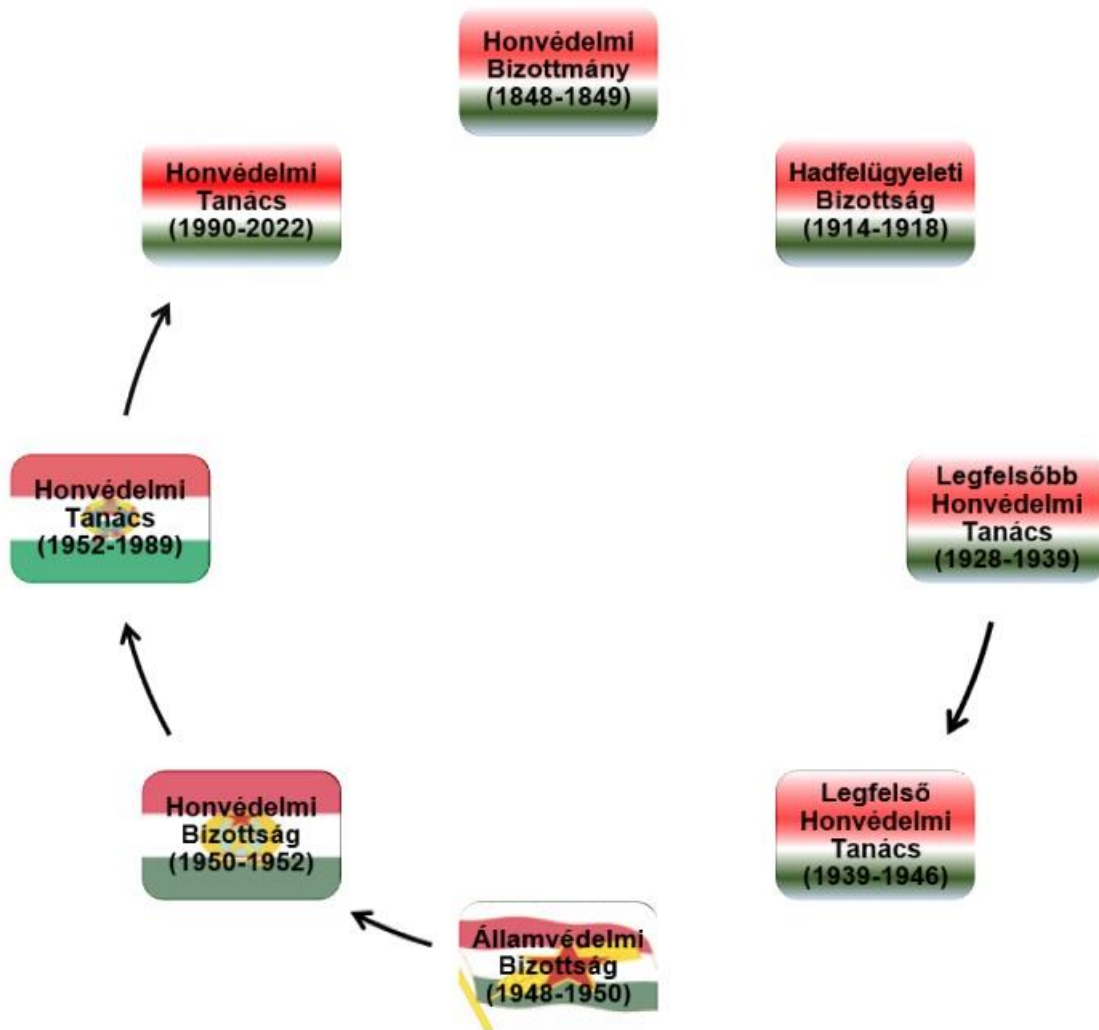 Honvédelmi
Bizottmány
(1848-1849)
Hadfelügyeleti
Bizottság
(1914-1918)
Legfelsőbb
Honvédelmi
Tanács
(1928-1939)
Legfelső
Honvédelmi
Tanács
(1939-1946)
Államvédelmi
Bizottság
(1948-1950)
Honvédelmi
Bizottság
(1950-1952)
Honvédelmi
Tanács
(1952-1989)
Honvédelmi
Tanács
(1990-2022)